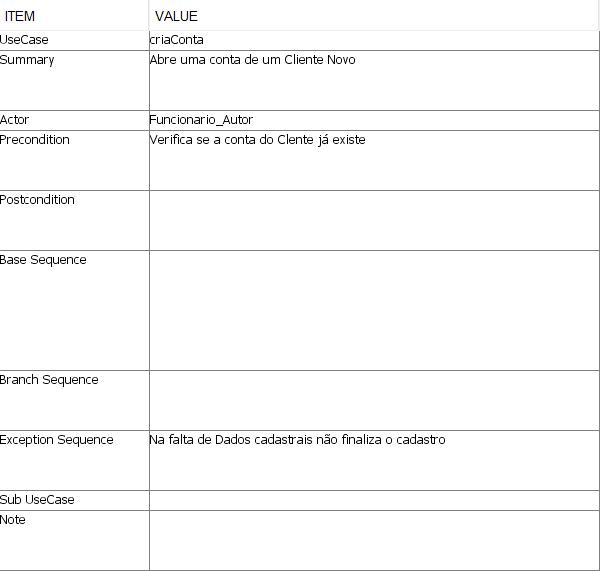 ITEM VALUE
UseCase criaConta
Summary Abre uma conta de um Cliente Novo
Actor Funcionario_Autor
Precondition Verifica se a conta do Clente já existe
Postcondition
Base Sequence
Branch Sequence
Exception Sequence Na falta de Dados cadastrais não finaliza o cadastro
Sub UseCase
Note